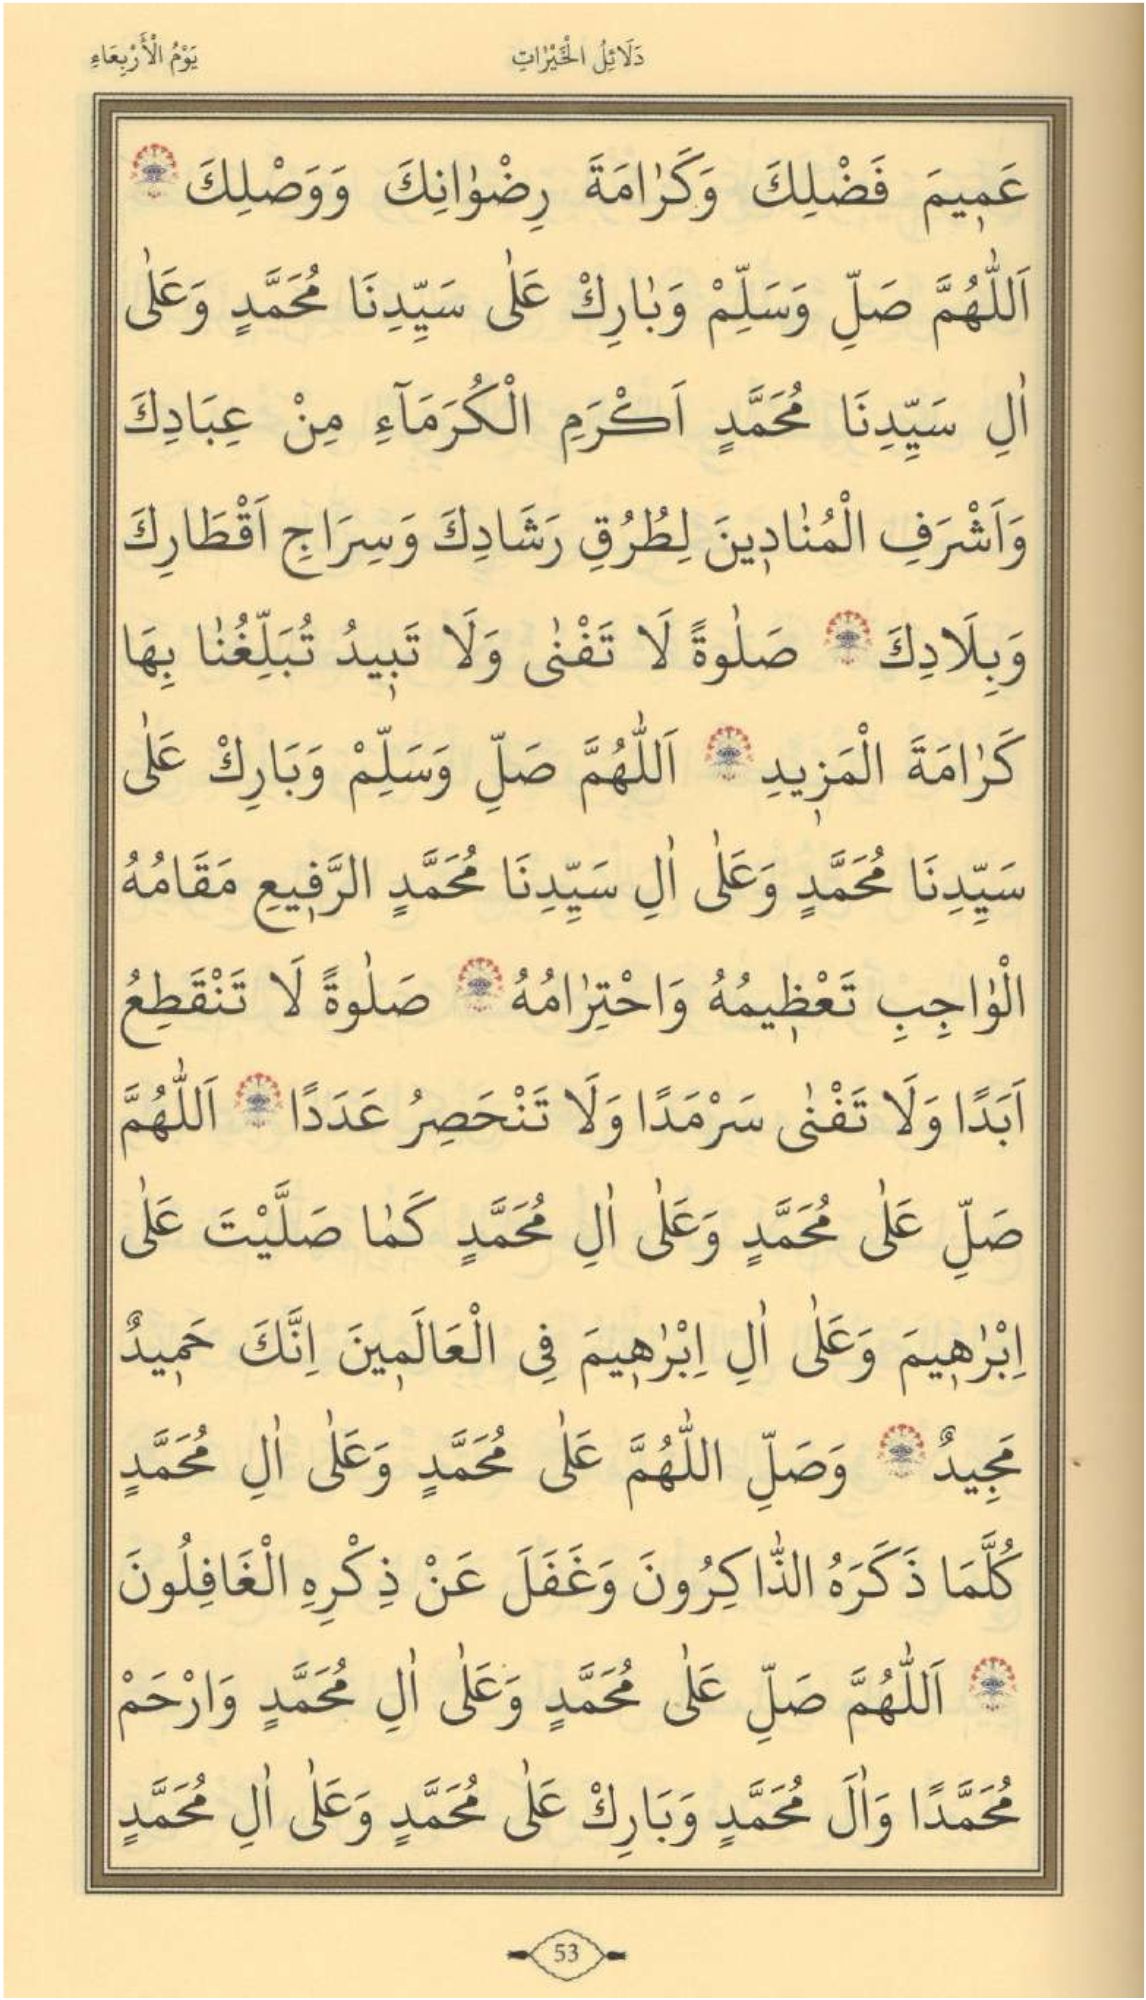 دَلَائِلُ الْخَيْرَاتِ
يَوْمُ الْأَرْبِعَاءِ
عَمِيمَ فَضْلِكَ وَكَرٰامَةَ رِضْوٰانِكَ وَوَصْلِكَ
اَللّٰهُمَّ صَلِّ وَسَلِّمْ وَبٰارِكْ عَلٰى سَيِّدِنَا مُحَمَّدٍ وَعَلٰى
اٰلِ سَيِّدِنَا مُحَمَّدٍ اَكْرَمِ الْكُرَمَآءِ مِنْ عِبَادِكَ
وَاَشْرَفِ الْمُنٰادِينَ لِطُرُقِ رَشَادِكَ وَسِرَاجِ اَقْطَارِكَ
وَبِلَادِكَ صَلٰوةً لَا تَفْنٰى وَلَا تَبِيدُ تُبَلِّغُنٰا بِهَا
كَرٰامَةَ الْمَزِيدِ اَللّٰهُمَّ صَلِّ وَسَلِّمْ وَبَارِكْ عَلٰى
سَيِّدِنَا مُحَمَّدٍ وَعَلٰى اٰلِ سَيِّدِنَا مُحَمَّدٍ الرَّفِيعِ مَقَامُهُ
الْوٰاجِبِ تَعْظِيمُهُ وَاحْتِرٰامُهُ صَلٰوةً لَا تَنْقَطِعُ
اَبَدًا وَلَا تَفْنٰى سَرْمَدًا وَلَا تَنْحَصِرُ عَدَدًا اَللّٰهُمَّ
صَلِّ عَلٰى مُحَمَّدٍ وَعَلٰى اٰلِ مُحَمَّدٍ كَمٰا صَلَّيْتَ عَلٰى
اِبْرٰهِيمَ وَعَلٰى اٰلِ اِبْرٰهِيمَ فِى الْعَالَمِينَ اِنَّكَ حَمِيدٌ
مَجِيدٌ وَصَلِّ اللّٰهُمَّ عَلٰى مُحَمَّدٍ وَعَلٰى اٰلِ مُحَمَّدٍ
كُلَّمَا ذَكَرَهُ الذّٰاكِرُونَ وَغَفَلَ عَنْ ذِكْرِهِ الْغَافِلُونَ
اَللّٰهُمَّ صَلِّ عَلٰى مُحَمَّدٍ وَعَلٰى اٰلِ مُحَمَّدٍ وَارْحَمْ
مُحَمَّدًا وَاٰلَ مُحَمَّدٍ وَبَارِكْ عَلٰى مُحَمَّدٍ وَعَلٰى اٰلِ مُحَمَّدٍ
53